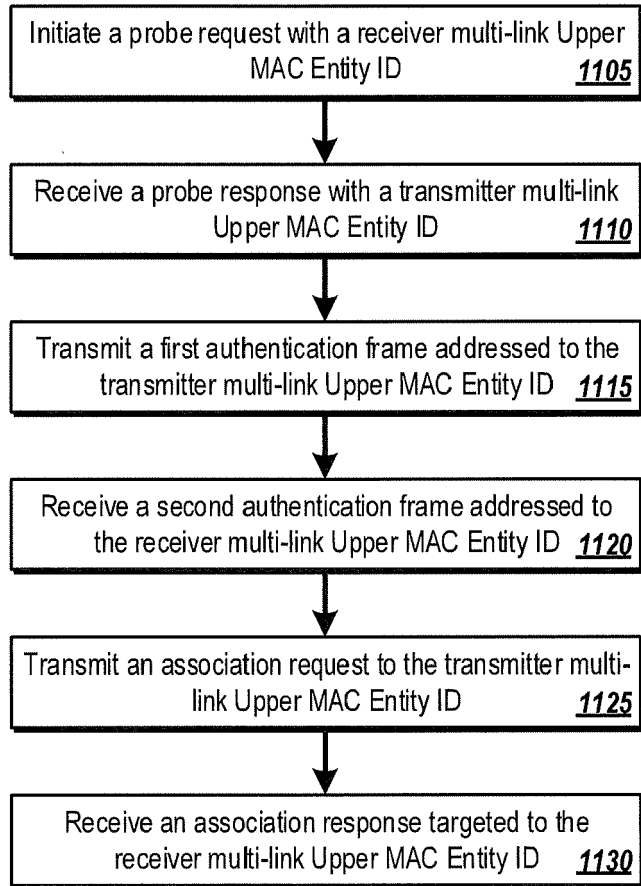 Initiate a probe request with a receiver multi-link Upper
MAC Entity ID 1105
Receive a probe response with a transmitter multi-link
Upper MAC Entity ID 1110
Transmit a first authentication frame addressed to the
transmitter multi-link Upper MAC Entity ID 1115
Receive a second authentication frame addressed to
the receiver multi-link Upper MAC Entity ID 1120
Transmit an association request to the transmitter multi-
link Upper MAC Entity ID 1125
Receive an association response targeted to the
receiver multi-link Upper MAC Entity ID 1130